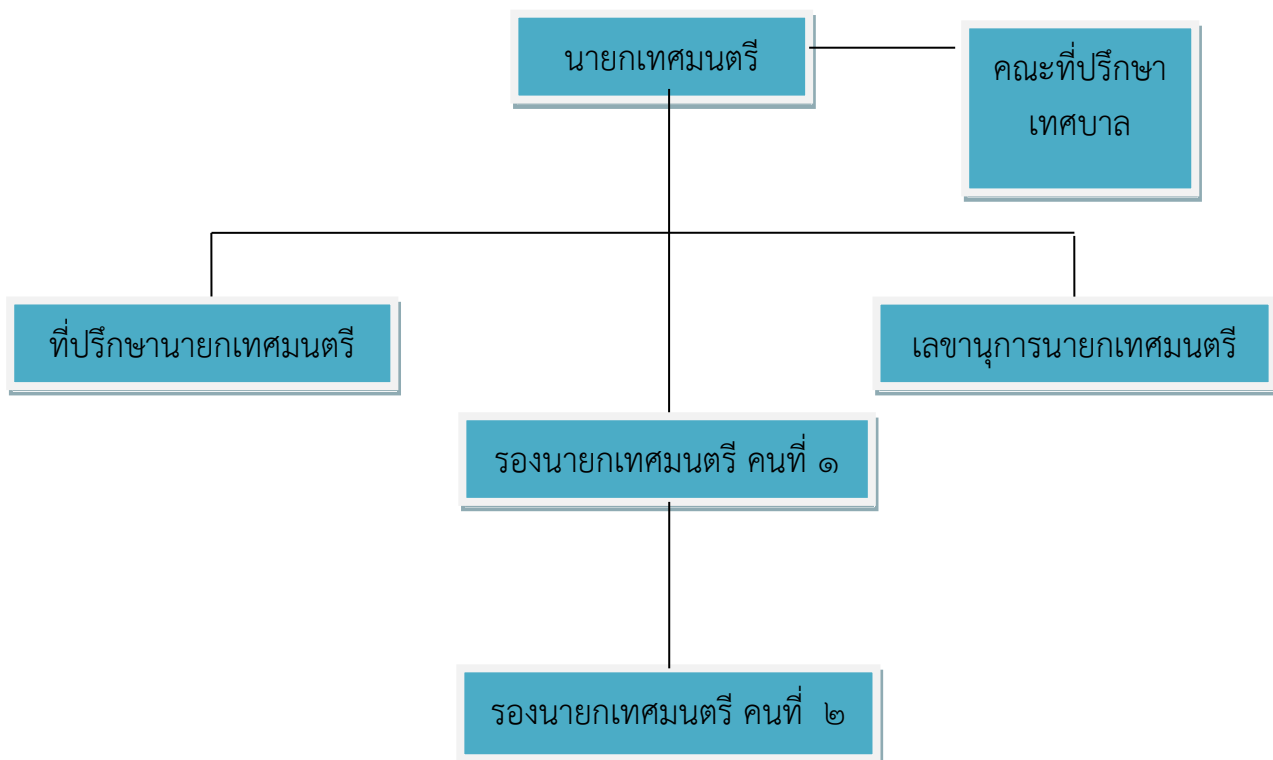 นายกเทศมนตรี
คณะที่ปรึกษา
เทศบาล
ที่ปรึกษานายกเทศมนตรี
เลขานุการนายกเทศมนตรี
รองนายกเทศมนตรี คนที่ ๑
รองนายกเทศมนตรี คนที่ ๒